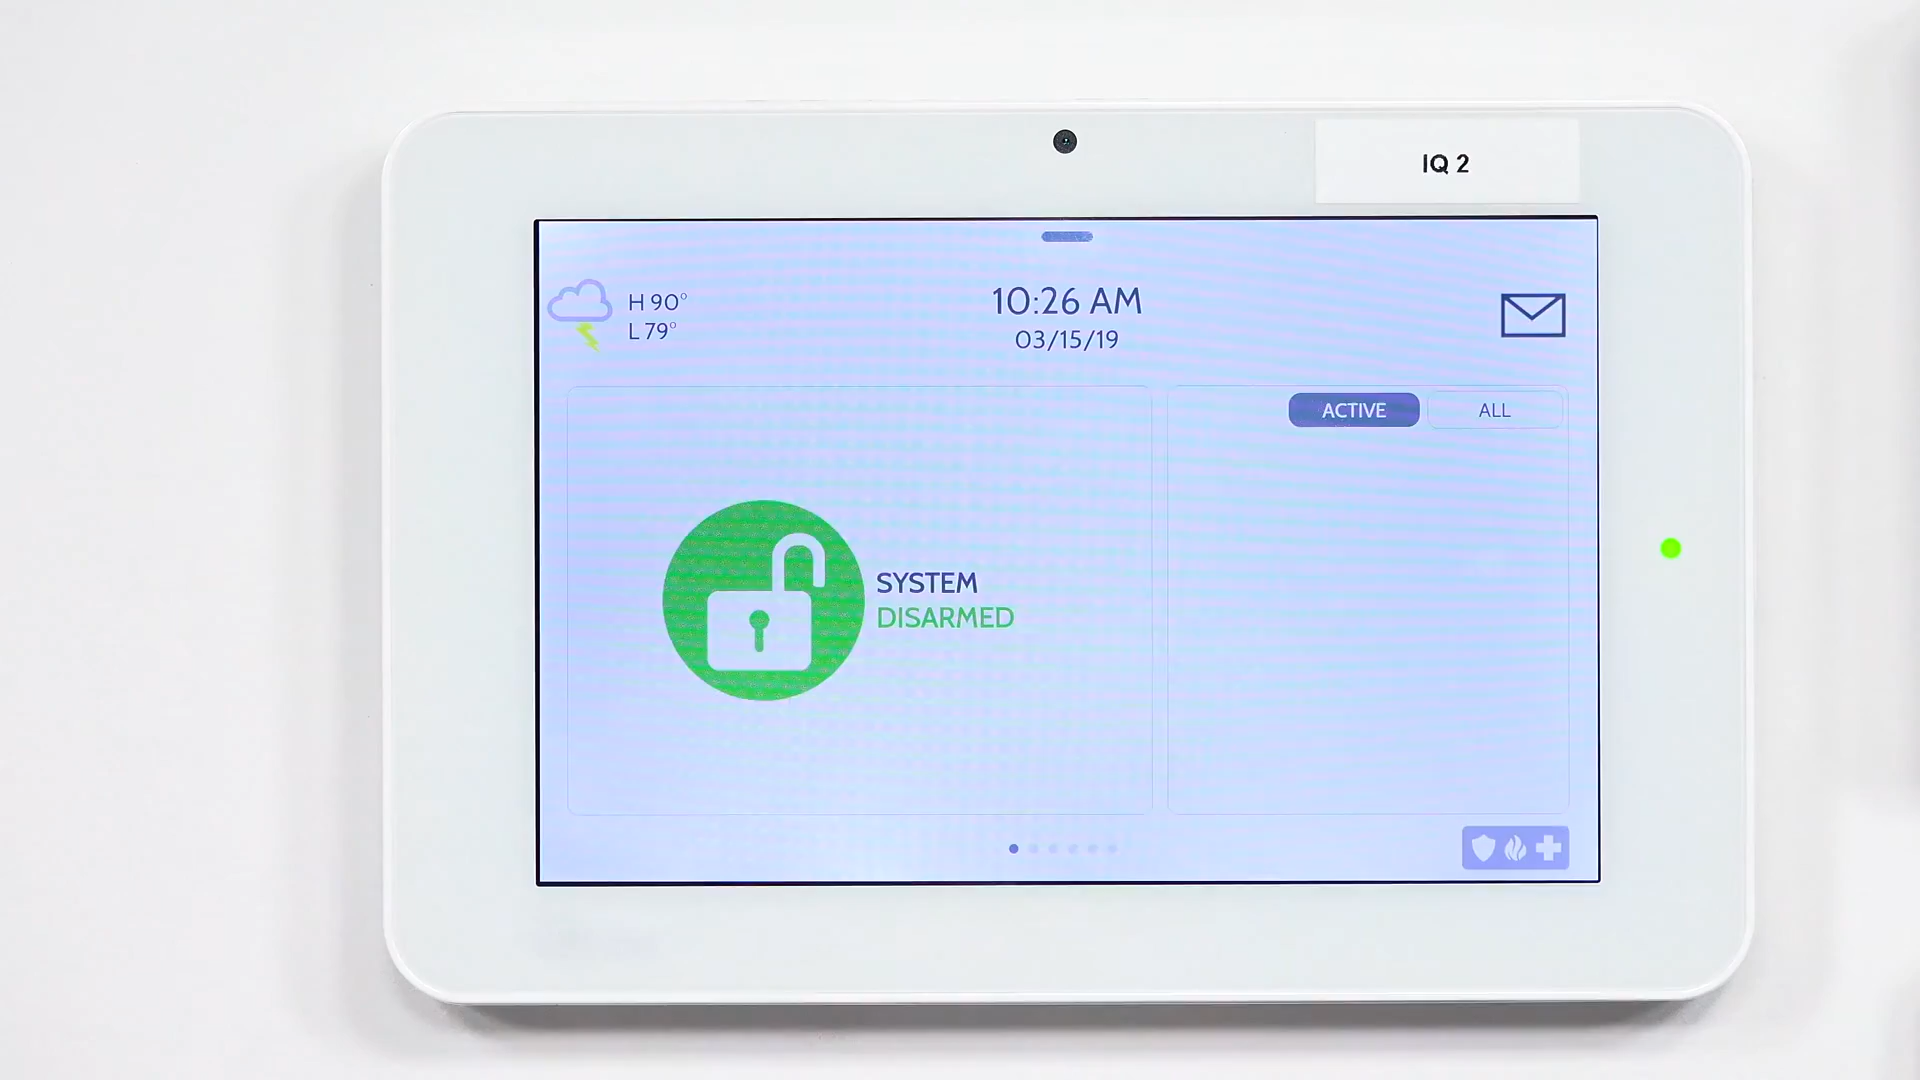 IQ 2
H 90°
L 79°
10:26 AM
03/15/19
ACTIVE
ALL
SYSTEM
DISARMED